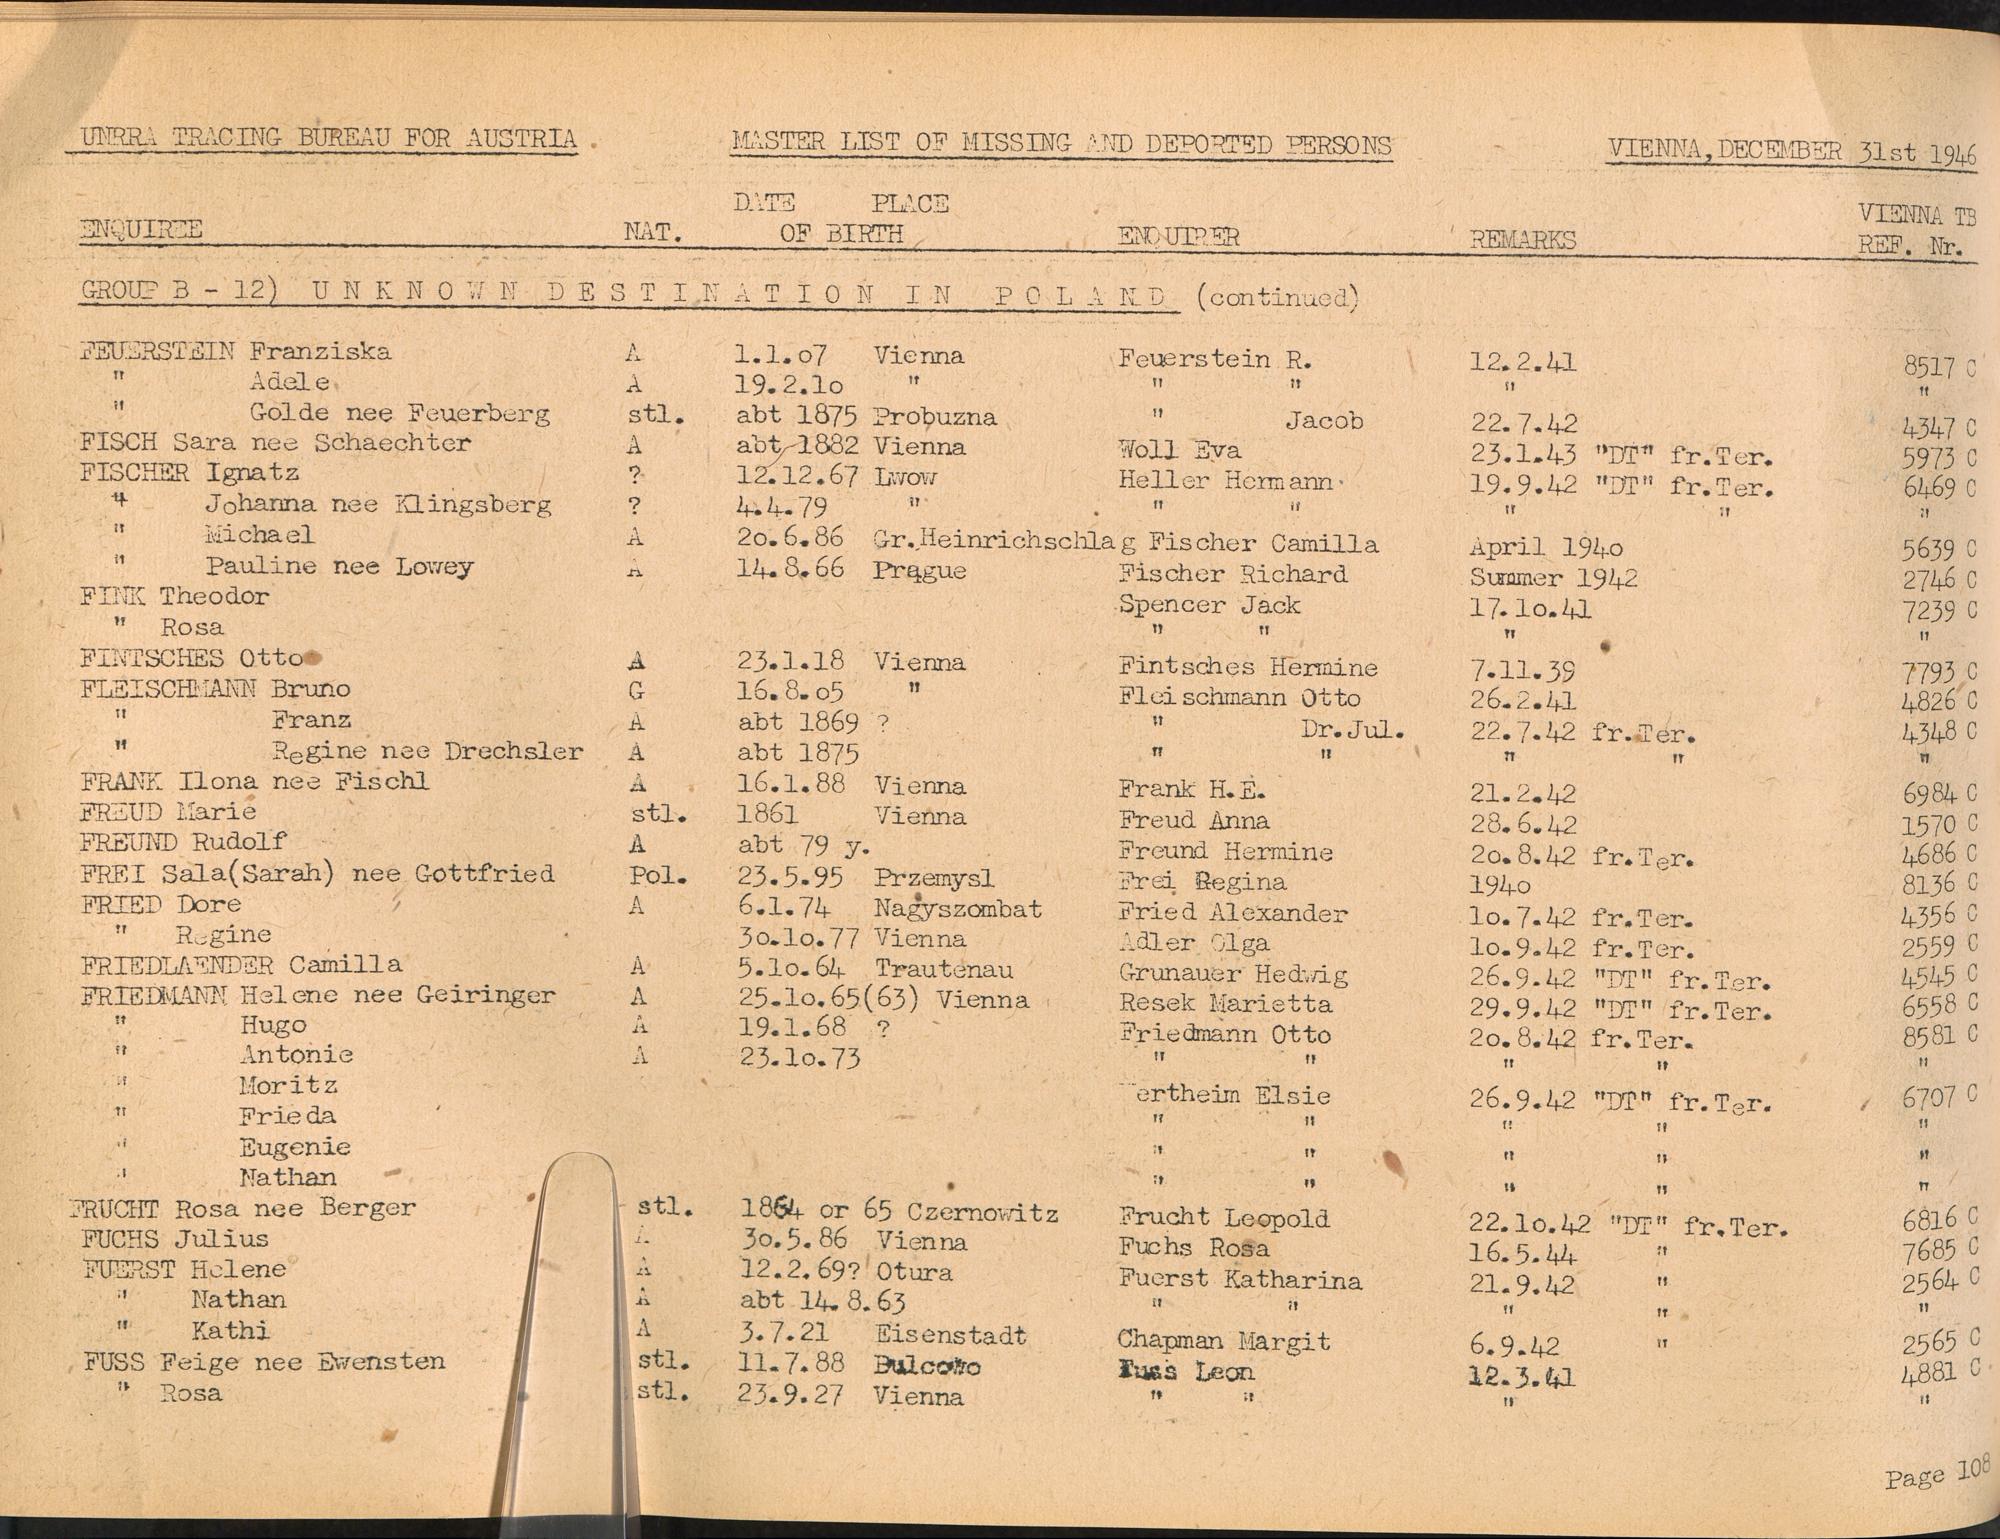 UNRRA TRACING BUREAU FOR AUSTRIA MASTER LIST OF MISSING AND DEPORTED PERSONS VIENNA, DECEMBER 31st 1946
DATE PLACE VIENNA TB
ENQUIREE NAT. OF BIRTH ENQUIRER REMARKS REF. Nr.
GROUP B - 12) UNKNOWN DESTINATION IN POLAND (continued)
FEUERSTEIN Franziska A 1.1.o7 Vienna Feuerstein R. 12.2.41 8517 C
" Adele A 19.2.1o " " " " "
" Golde nee Feuerberg stl. abt 1875 Probuzna " Jacob 22.7.42 4347 C
FISCH Sara nee Schaechter A abt 1882 Vienna Woll Eva 23.1.43 "DT" fr.Ter. 5973 C
FISCHER Ignatz ? 12.12.67 Lwow Heller Hermann 19.9.42 "DT" fr.Ter. 6469 C
" Johanna nee Klingsberg ? 4.4.79 " " " " " "
" Michael A 2o.6.86 Gr.Heinrichschlag Fischer Camilla April 194o 5639 C
" Pauline nee Lowey A 14.8.66 Prague Fischer Richard Summer 1942 2746 C
FINK Theodor Spencer Jack 17.1o.41 7239 C
" Rosa " " " "
FINTSCHES Otto A 23.1.18 Vienna Fintsches Hermine 7.11.39 7793 C
FLEISCHMANN Bruno G 16.8.o5 " Fleischmann Otto 26.2.41 4826 C
" Franz A abt 1869 ? " Dr.Jul. 22.7.42 fr.Ter. 4348 C
" Regine nee Drechsler A abt 1875 " " " " "
FRANK Ilona nee Fischl A 16.1.88 Vienna Frank H.E. 21.2.42 6984 C
FREUD Marie stl. 1861 Vienna Freud Anna 28.6.42 1570 C
FREUND Rudolf A abt 79 y. Freund Hermine 2o.8.42 fr.Ter. 4686 C
FREI Sala(Sarah) nee Gottfried Pol. 23.5.95 Przemysl Frei Regina 194o 8136 C
FRIED Dore A 6.1.74 Nagyszombat Fried Alexander 1o.7.42 fr.Ter. 4356 C
" Regine 3o.1o.77 Vienna Adler Olga 1o.9.42 fr.Ter. 2559 C
FRIEDLAENDER Camilla A 5.1o.64 Trautenau Grunauer Hedwig 26.9.42 "DT" fr.Ter. 4545 C
FRIEDMANN Helene nee Geiringer A 25.1o.65(63) Vienna Resek Marietta 29.9.42 "DT" fr.Ter. 6558 C
" Hugo A 19.1.68 ? Friedmann Otto 2o.8.42 fr.Ter. 8581 C
" Antonie A 23.1o.73 " " " " "
" Moritz ertheim Elsie 26.9.42 "DT" fr.Ter. 6707 C
" Frieda " " " " "
" Eugenie " " " " "
" Nathan " " " " "
FRUCHT Rosa nee Berger stl. 1864 or 65 Czernowitz Frucht Leopold 22.1o.42 "DT" fr.Ter. 6816 C
FUCHS Julius A 3o.5.86 Vienna Fuchs Rosa 16.5.44 " 7685 C
FUERST Helene A 12.2.69? Otura Fuerst Katharina 21.9.42 " 2564 C
" Nathan A abt 14.8.63 " " " " "
" Kathi A 3.7.21 Eisenstadt Chapman Margit 6.9.42 " 2565 C
FUSS Feige nee Ewensten stl. 11.7.88 Bulcowo Fuss Leon 12.3.41 4881 C
" Rosa stl. 23.9.27 Vienna " " " "
Page 108